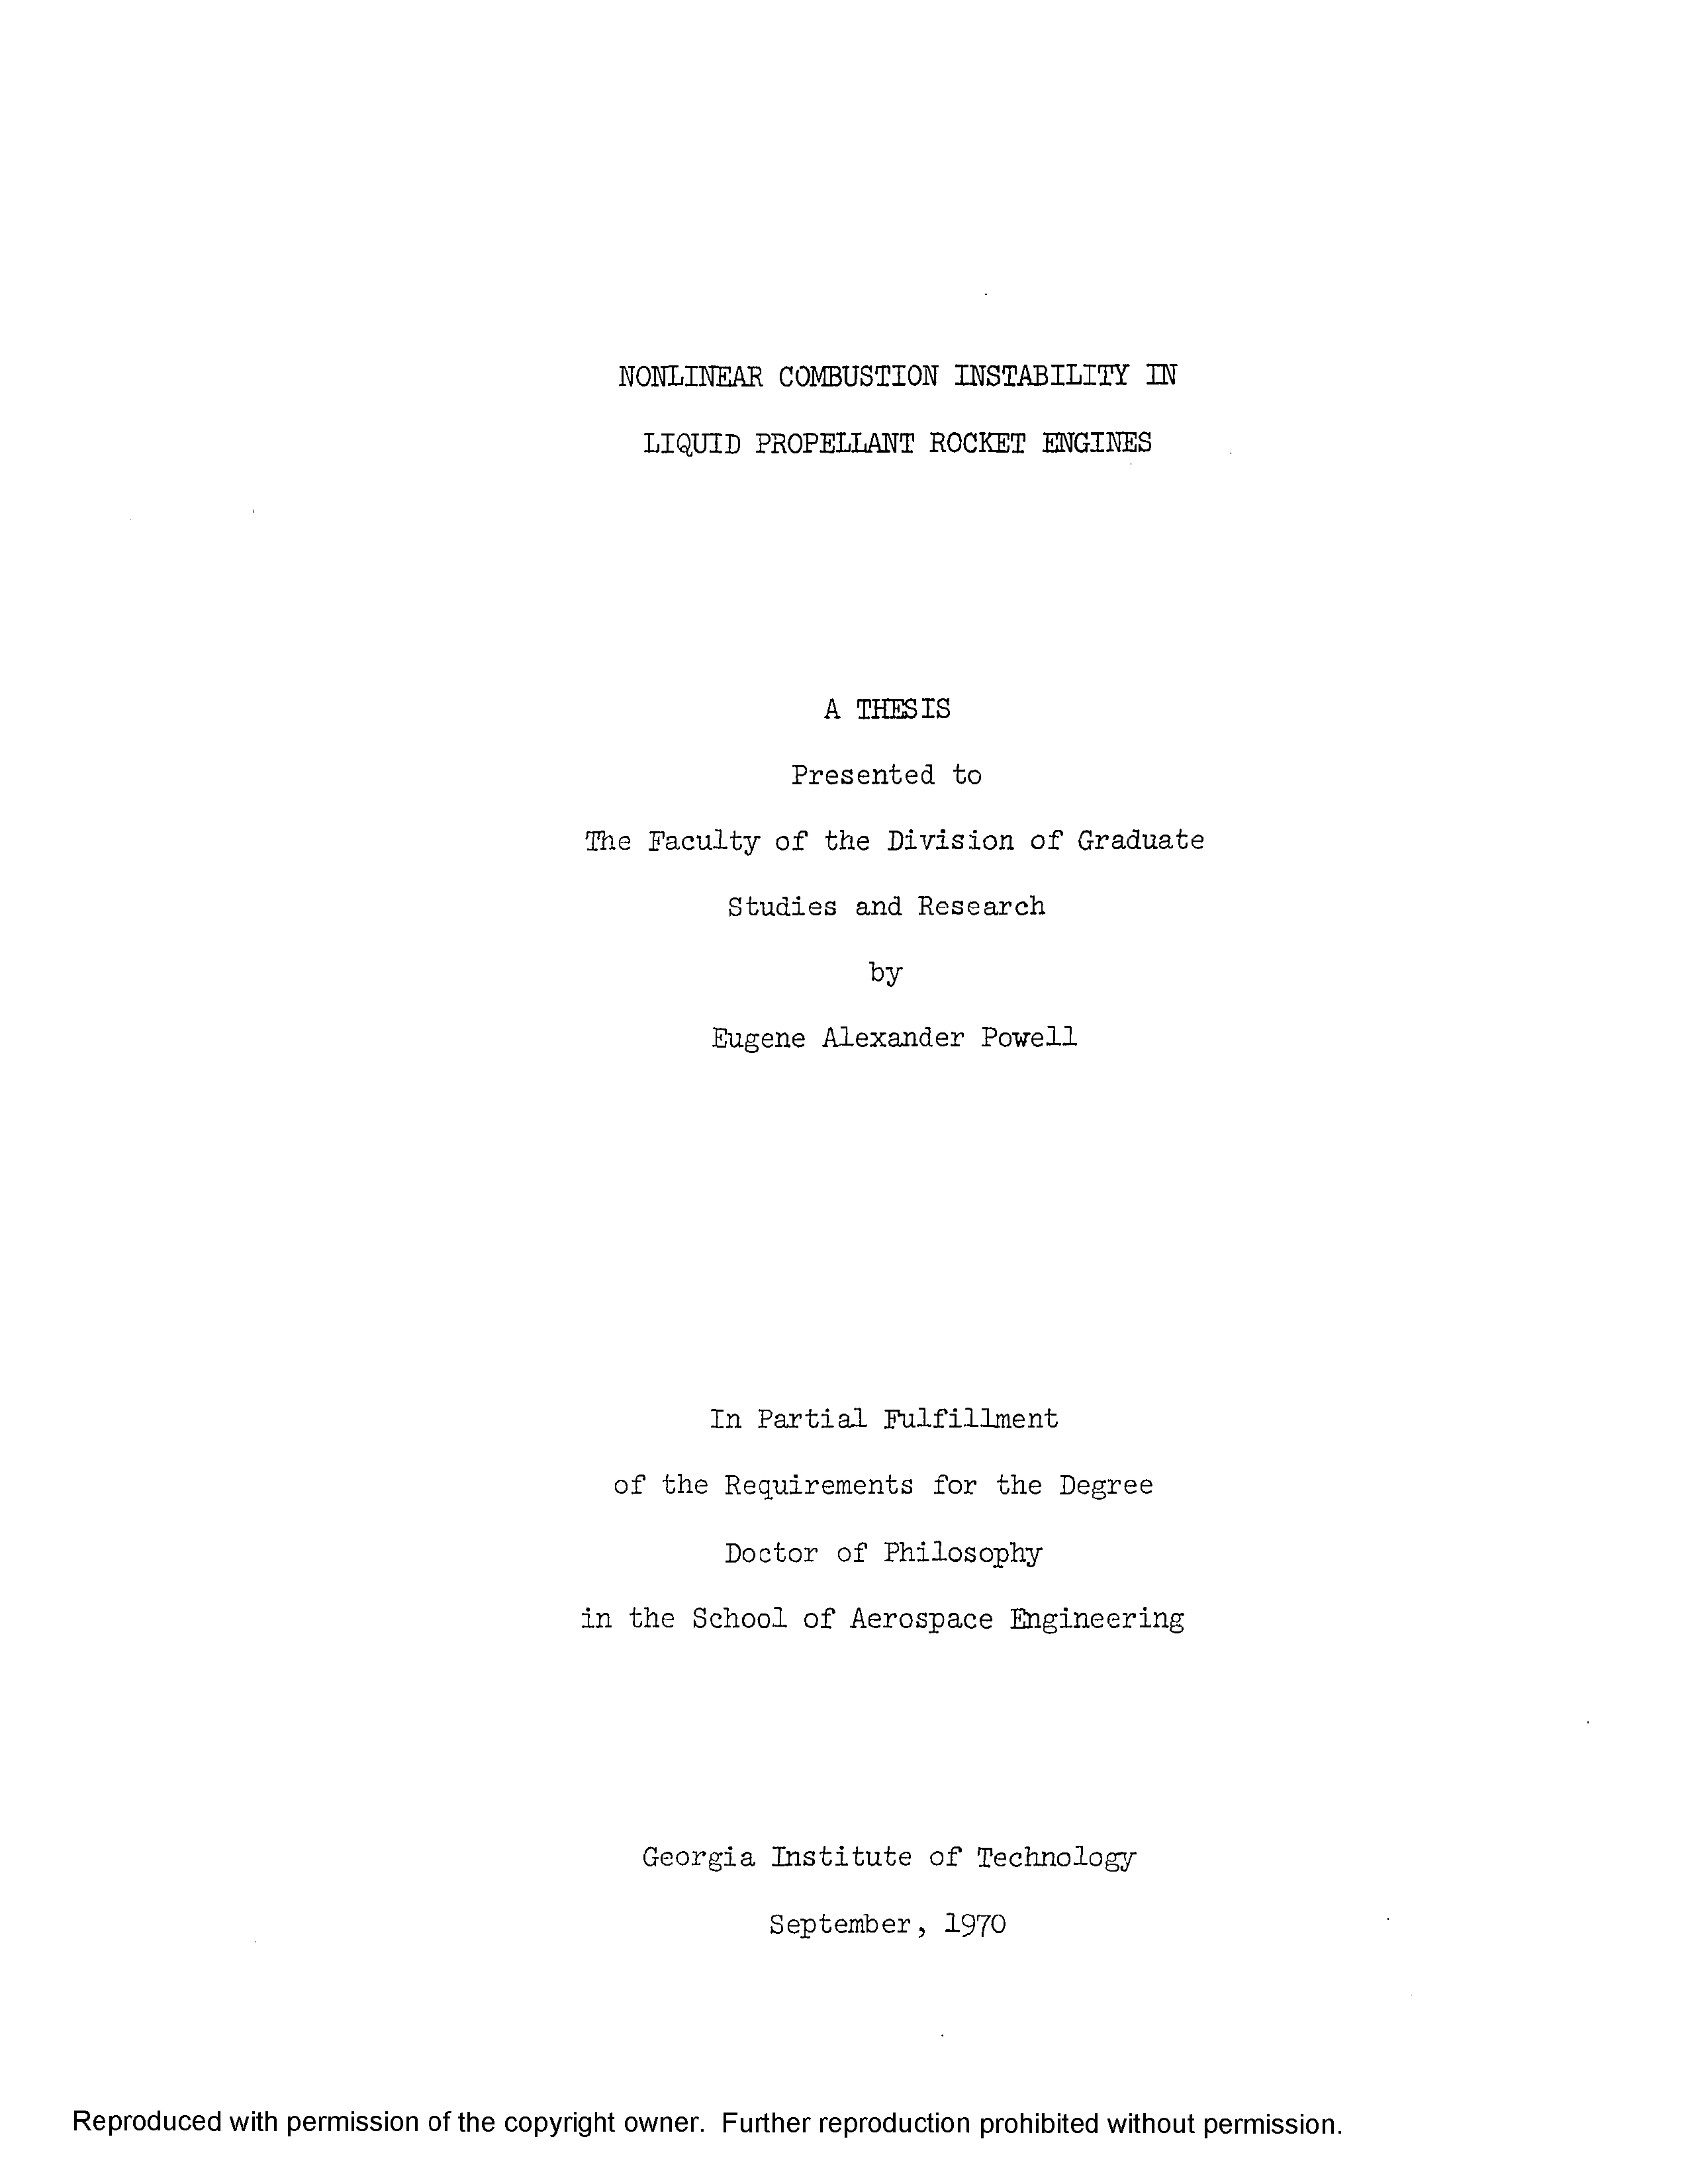 NONLINEAR COMBUSTION INSTABILITY IN
LIQUID PROPELLANT ROCKET ENGINES
A THESIS
Presented to
The Faculty of the Division of Graduate
Studies and Research
by
Eugene Alexander Powell
In Partial Fulfillment
of the Requirements for the Degree
Doctor of Philosophy
in the School of Aerospace Engineering
Georgia Institute of Technology
September, 1970
Reproduced with permission of the copyright owner. Further reproduction prohibited without permission.